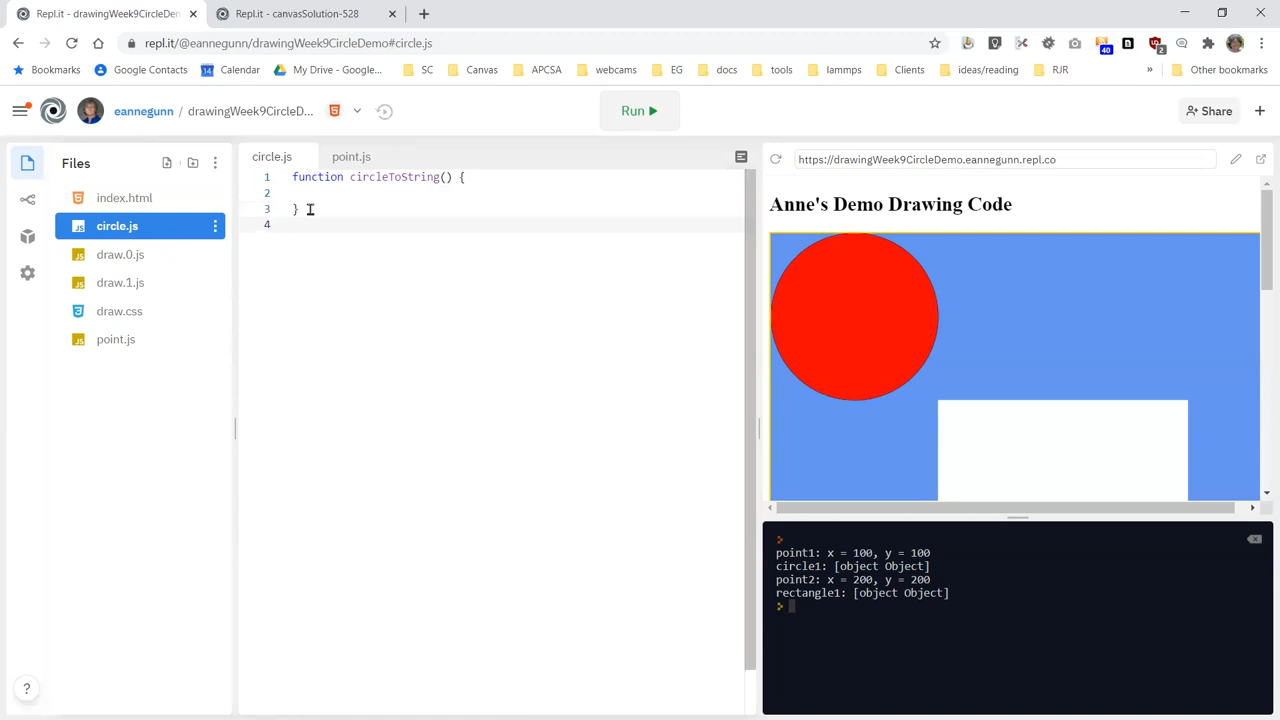 Repl.it - drawingWeek9CircleDem
Repl.it - canvasSolution-528
repl.it/@eannegunn/drawingWeek9CircleDemo#circle.js
40
2
Bookmarks
Google Contacts
Calendar
My Drive - Google...
SC
Canvas
APCSA
webcams
EG
docs
tools
lammps
Clients
ideas/reading
RJR
»
Other bookmarks
eannegunn / drawingWeek9CircleD...
Run
Share
Files
index.html
circle.js
draw.0.js
draw.1.js
draw.css
point.js
circle.js
point.js
1 function circleToString() {
2
3 }
4
https://drawingWeek9CircleDemo.eannegunn.repl.co
Anne's Demo Drawing Code
point1: x = 100, y = 100
circle1: [object Object]
point2: x = 200, y = 200
rectangle1: [object Object]
?